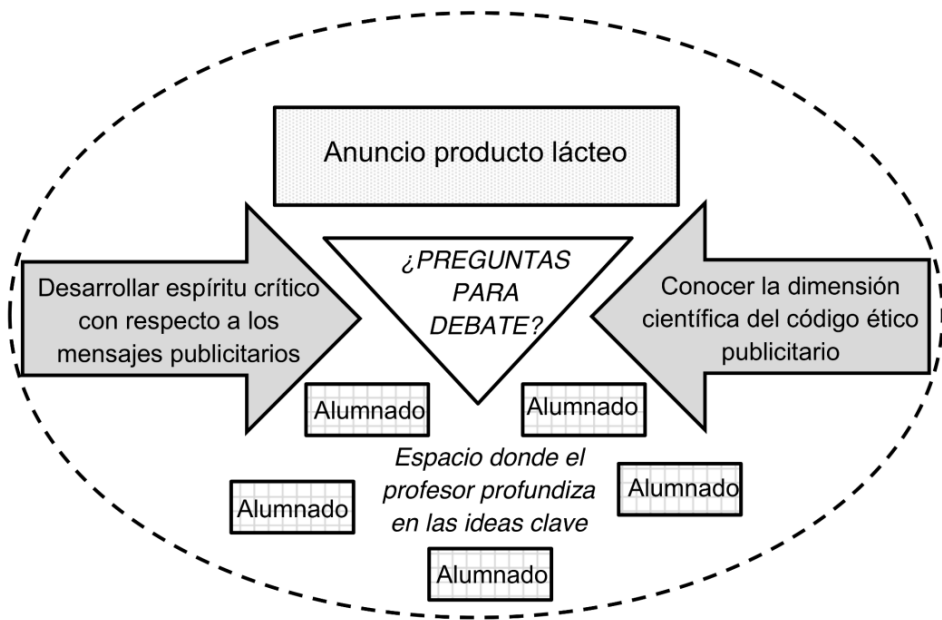 Anuncio producto lácteo
¿PREGUNTAS
PARA
DEBATE?
Desarrollar espíritu crítico
con respecto a los
mensajes publicitarios
Conocer la dimensión
científica del código ético
publicitario
Alumnado
Alumnado
Espacio donde el
profesor profundiza
en las ideas clave
Alumnado
Alumnado
Alumnado